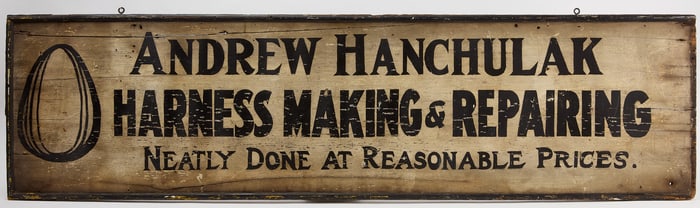 ANDREW HANCHULAK
HARNESS MAKING & REPAIRING
NEATLY DONE AT REASONABLE PRICES.